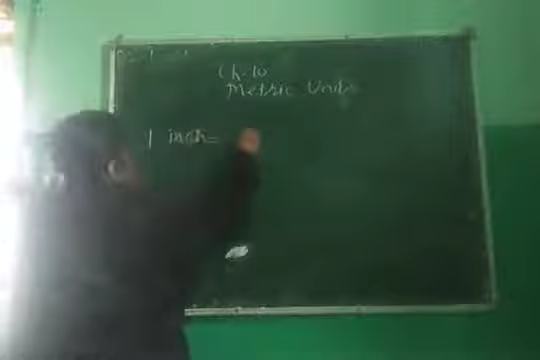 Ch-10
Metric Units
1 inch =